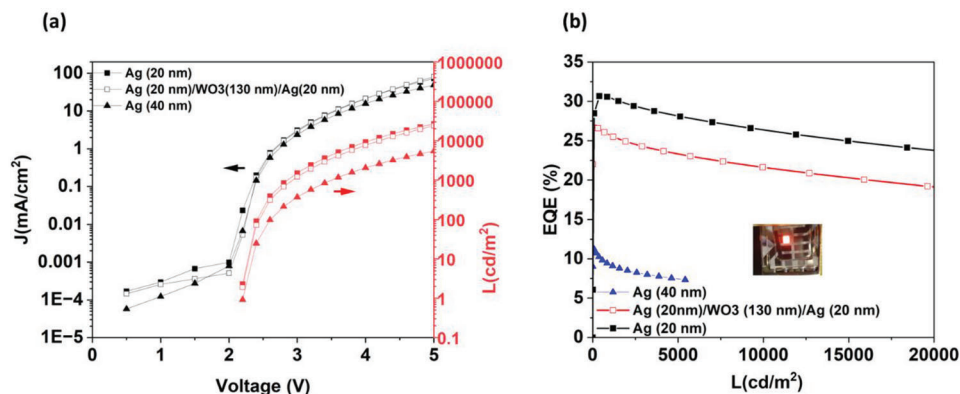 (a)
Ag (20 nm)
Ag (20 nm)/WO3(130 nm)/Ag(20 nm)
Ag (40 nm)
J(mA/cm²)
100
10
1
0.1
0.01
0.001
1E−4
1E−5
0
1
2
3
4
5
Voltage (V)
1000000
100000
10000
1000
100
10
1
0.1
L(cd/m²)
(b)
EQE (%)
35
30
25
20
15
10
5
0
Ag (40 nm)
Ag (20nm)/WO3 (130 nm)/Ag (20 nm)
Ag (20 nm)
0
5000
10000
15000
20000
L(cd/m²)